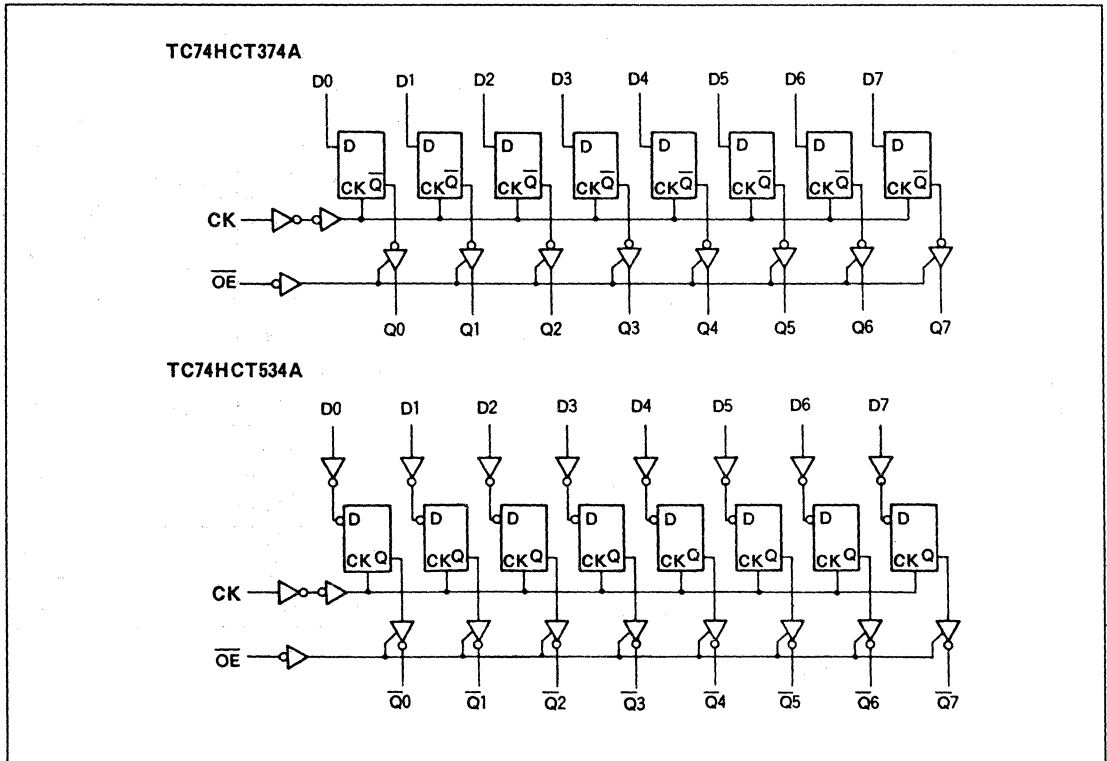 TC74HCT374A
D0 D1 D2 D3 D4 D5 D6 D7
D D D D D D D D
CK Q̅ CK Q̅ CK Q̅ CK Q̅ CK Q̅ CK Q̅ CK Q̅ CK Q̅
CK
O̅E̅
Q0 Q1 Q2 Q3 Q4 Q5 Q6 Q7
TC74HCT534A
D0 D1 D2 D3 D4 D5 D6 D7
D D D D D D D D
CK Q CK Q CK Q CK Q CK Q CK Q CK Q CK Q
CK
O̅E̅
Q̅0 Q̅1 Q̅2 Q̅3 Q̅4 Q̅5 Q̅6 Q̅7